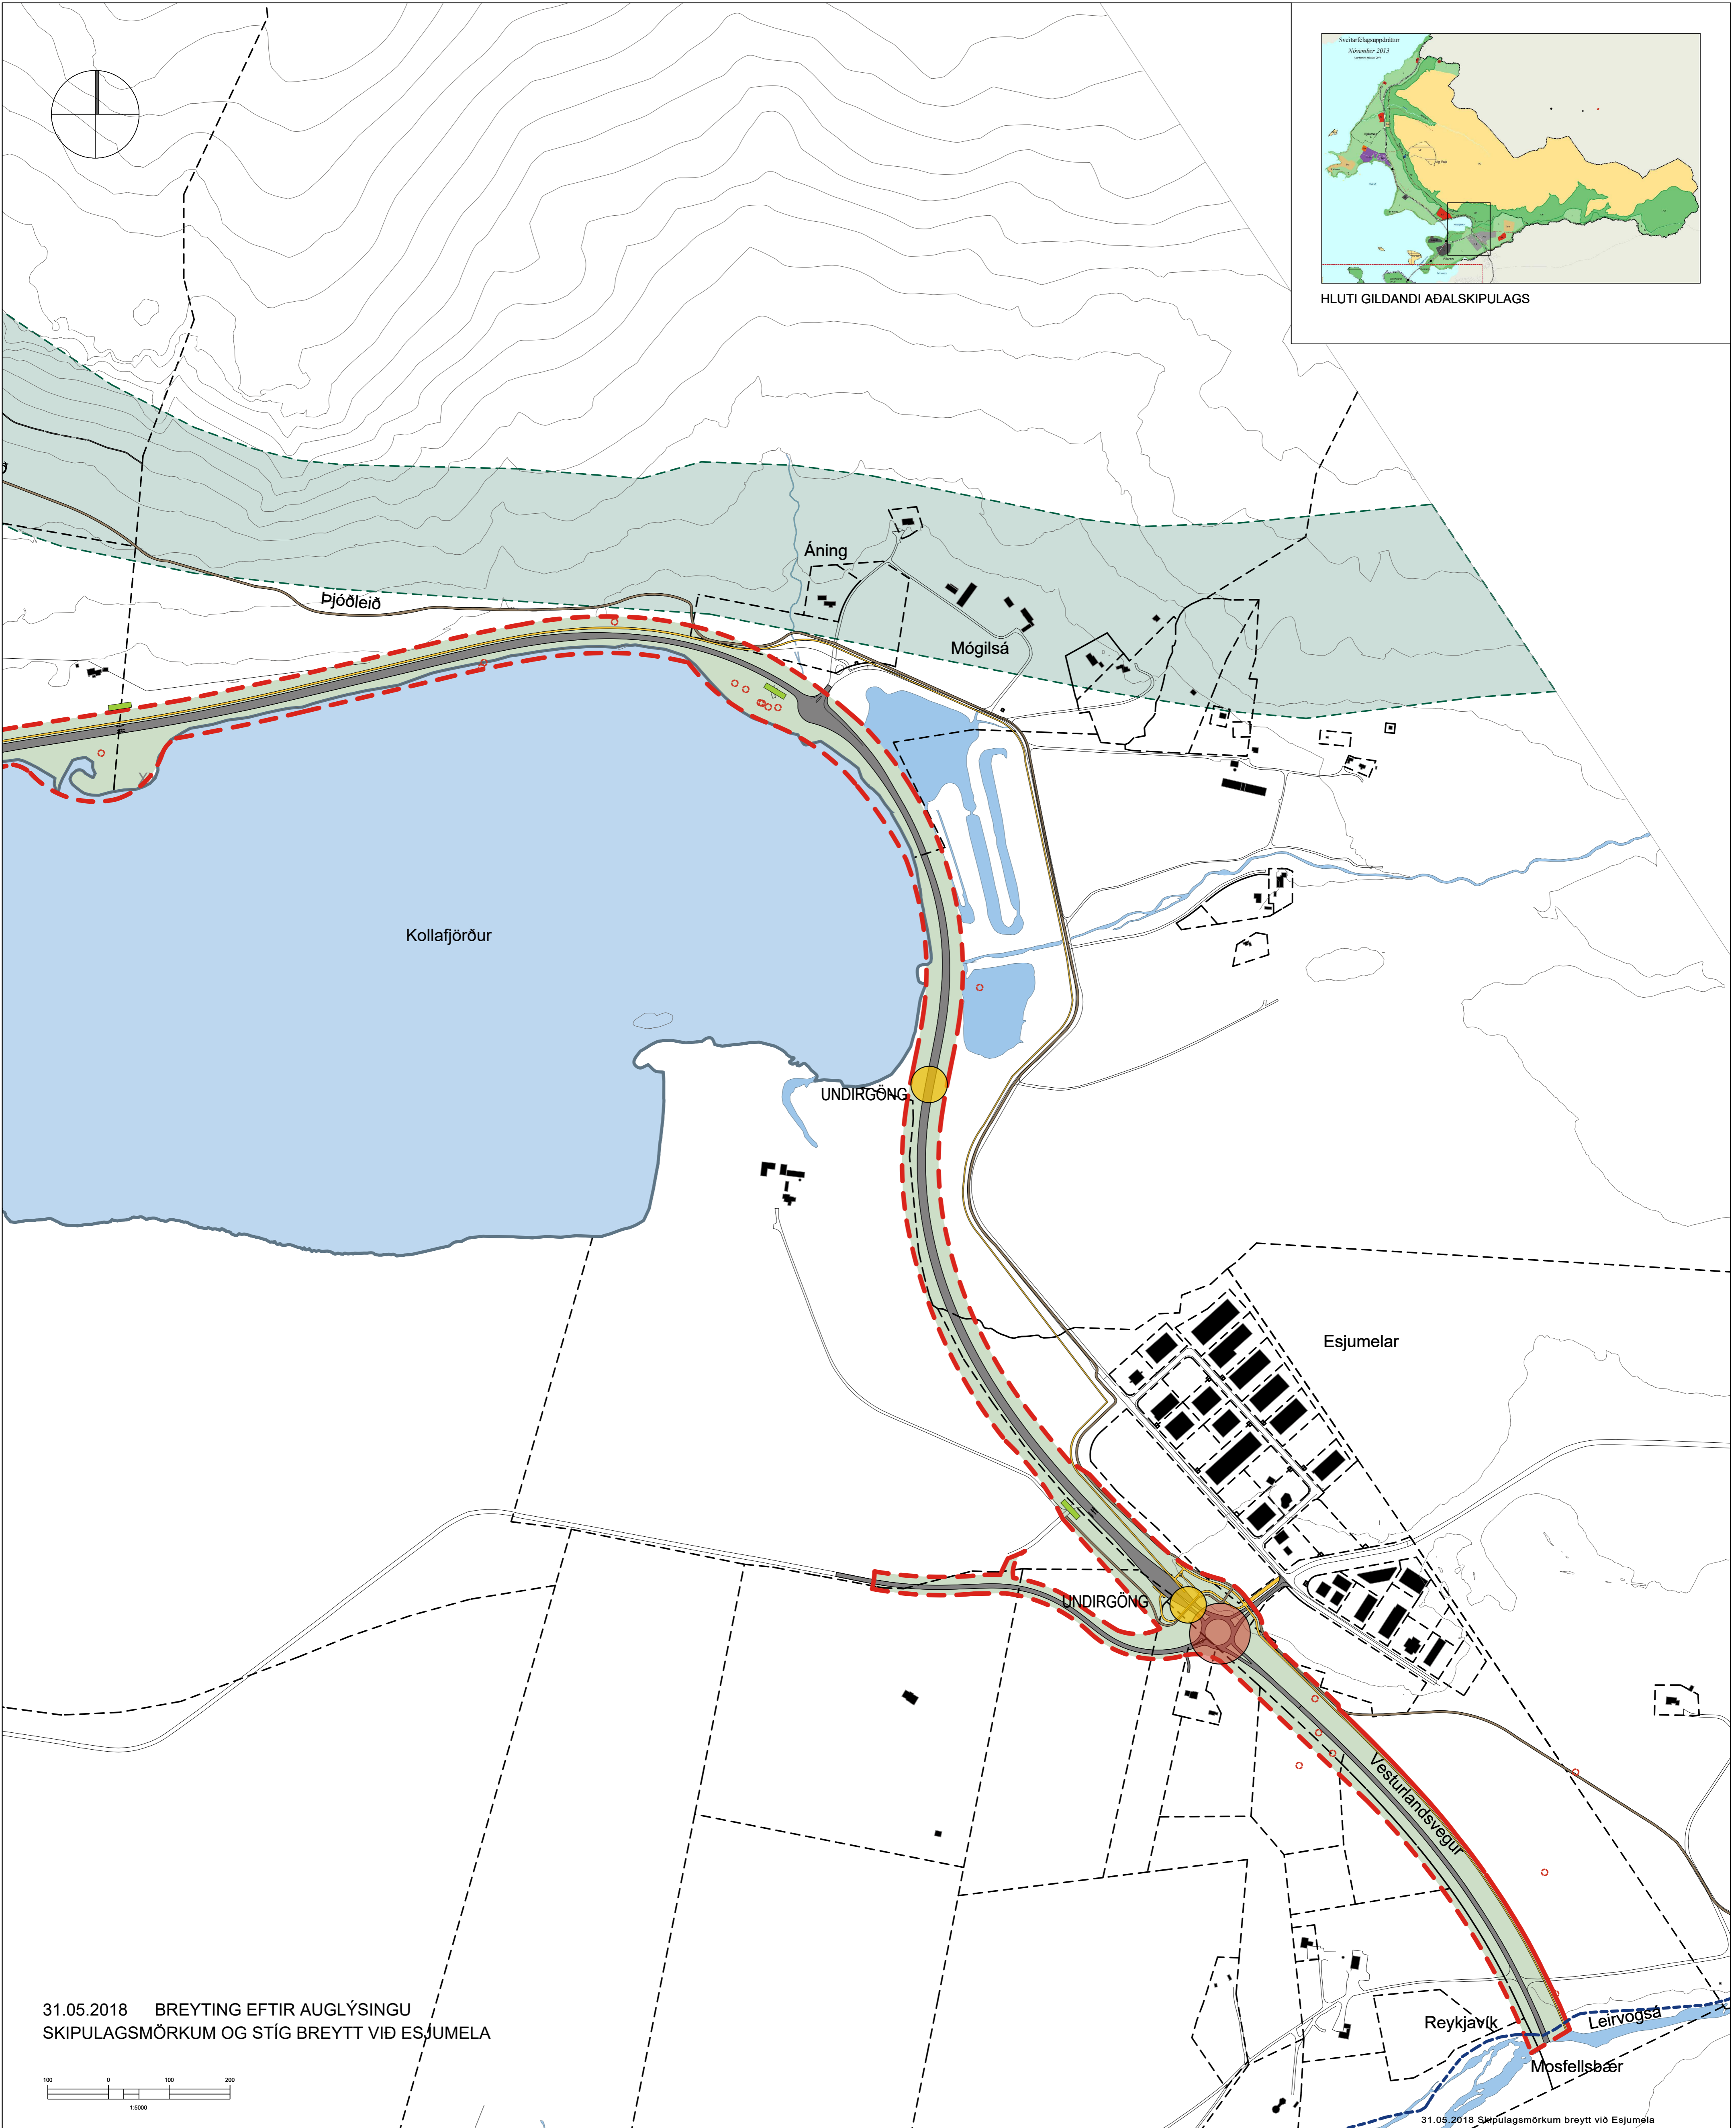 Sveitarfélagsuppdráttur
Nóvember 2013
HLUTI GILDANDI AÐALSKIPULAGS
Áning
Þjóðleið
Mógilsá
Kollafjörður
UNDIRGÖNG
Esjumelar
UNDIRGÖNG
Vesturlandsvegur
31.05.2018 BREYTING EFTIR AUGLÝSINGU
SKIPULAGSMÖRKUM OG STÍG BREYTT VIÐ ESJUMELA
Reykjavík
Leirvogsá
Mosfellsbær
100 0 100 200
1:5000
31.05.2018 Skipulagsmörkum breytt við Esjumela